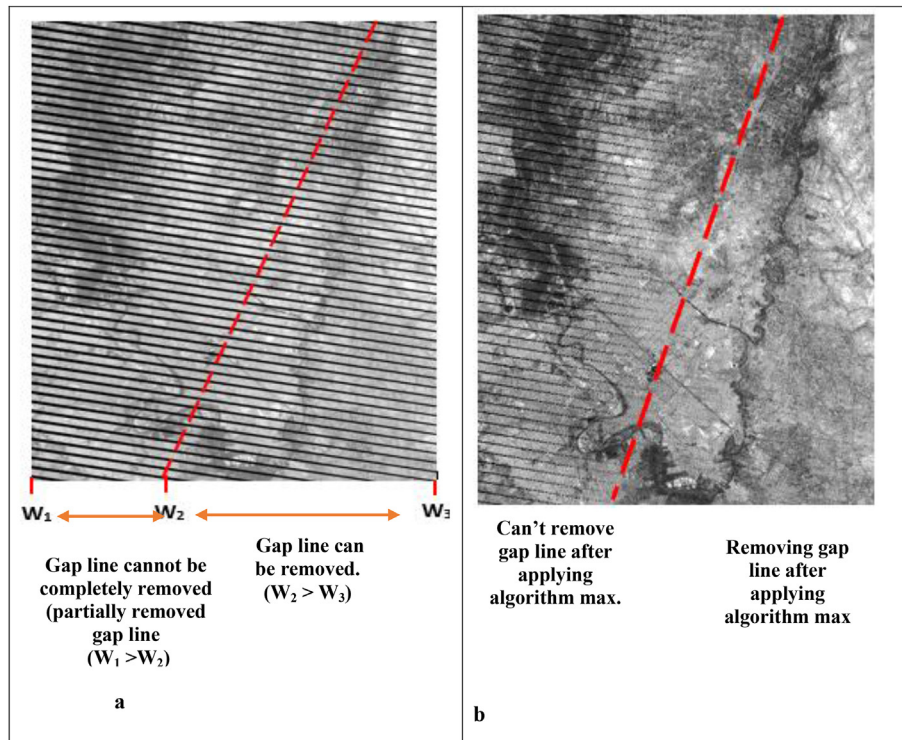 W₁
W₂
W₃
Gap line cannot be
completely removed
(partially removed
gap line
(W₁ >W₂)
Gap line can
be removed.
(W₂ > W₃)
a
Can’t remove
gap line after
applying
algorithm max.
Removing gap
line after
applying
algorithm max
b